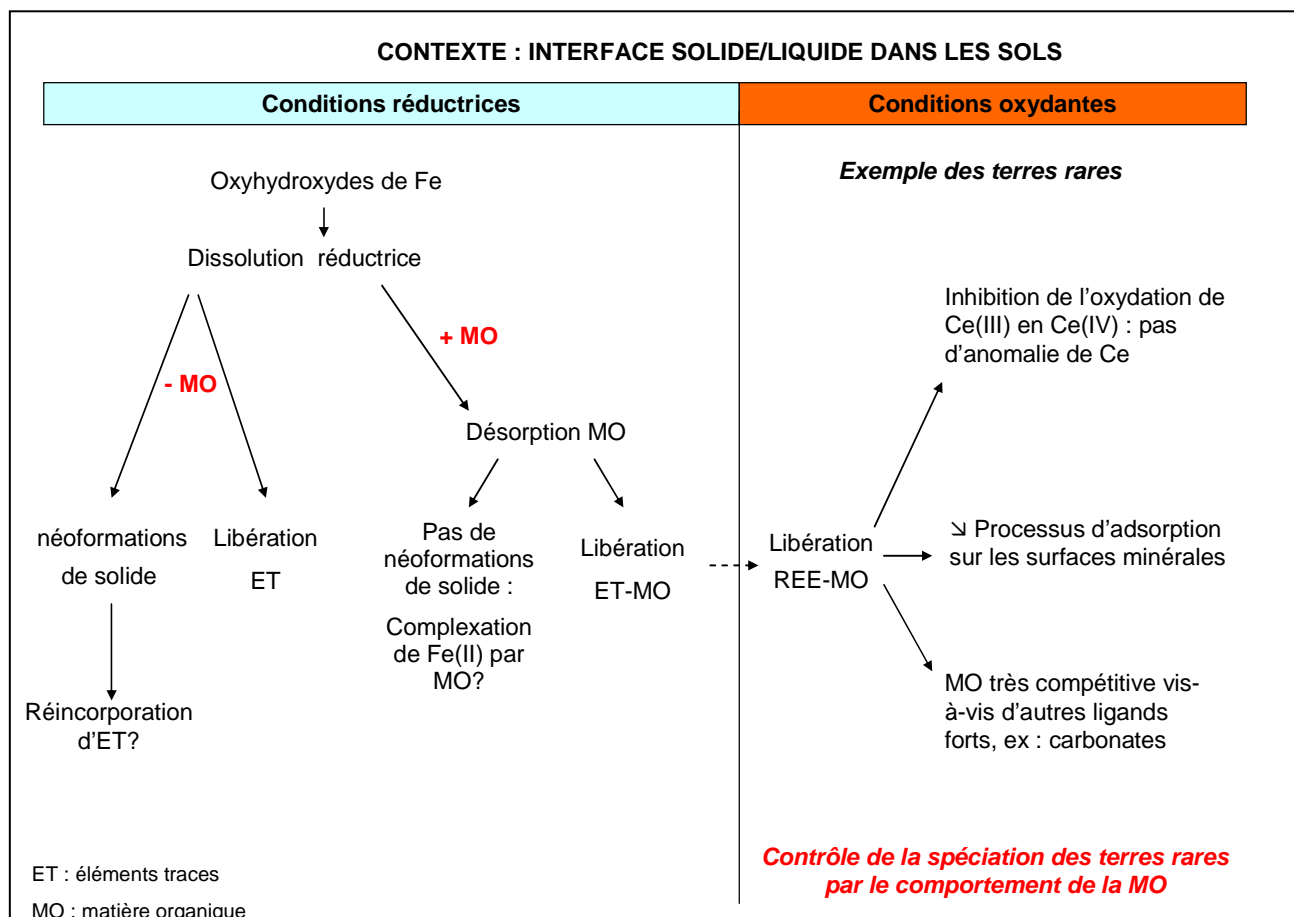 CONTEXTE : INTERFACE SOLIDE/LIQUIDE DANS LES SOLS
Conditions réductrices
Conditions oxydantes
Oxyhydroxydes de Fe
Dissolution réductrice
- MO
+ MO
néoformations
de solide
Libération
ET
Réincorporation
d'ET?
Désorption MO
Pas de
néoformations
de solide :
Complexation
de Fe(II) par
MO?
Libération
ET-MO
Exemple des terres rares
Libération
REE-MO
Inhibition de l'oxydation de
Ce(III) en Ce(IV) : pas
d'anomalie de Ce
↘ Processus d'adsorption
sur les surfaces minérales
MO très compétitive vis-
à-vis d'autres ligands
forts, ex : carbonates
Contrôle de la spéciation des terres rares
par le comportement de la MO
ET : éléments traces
MO : matière organique